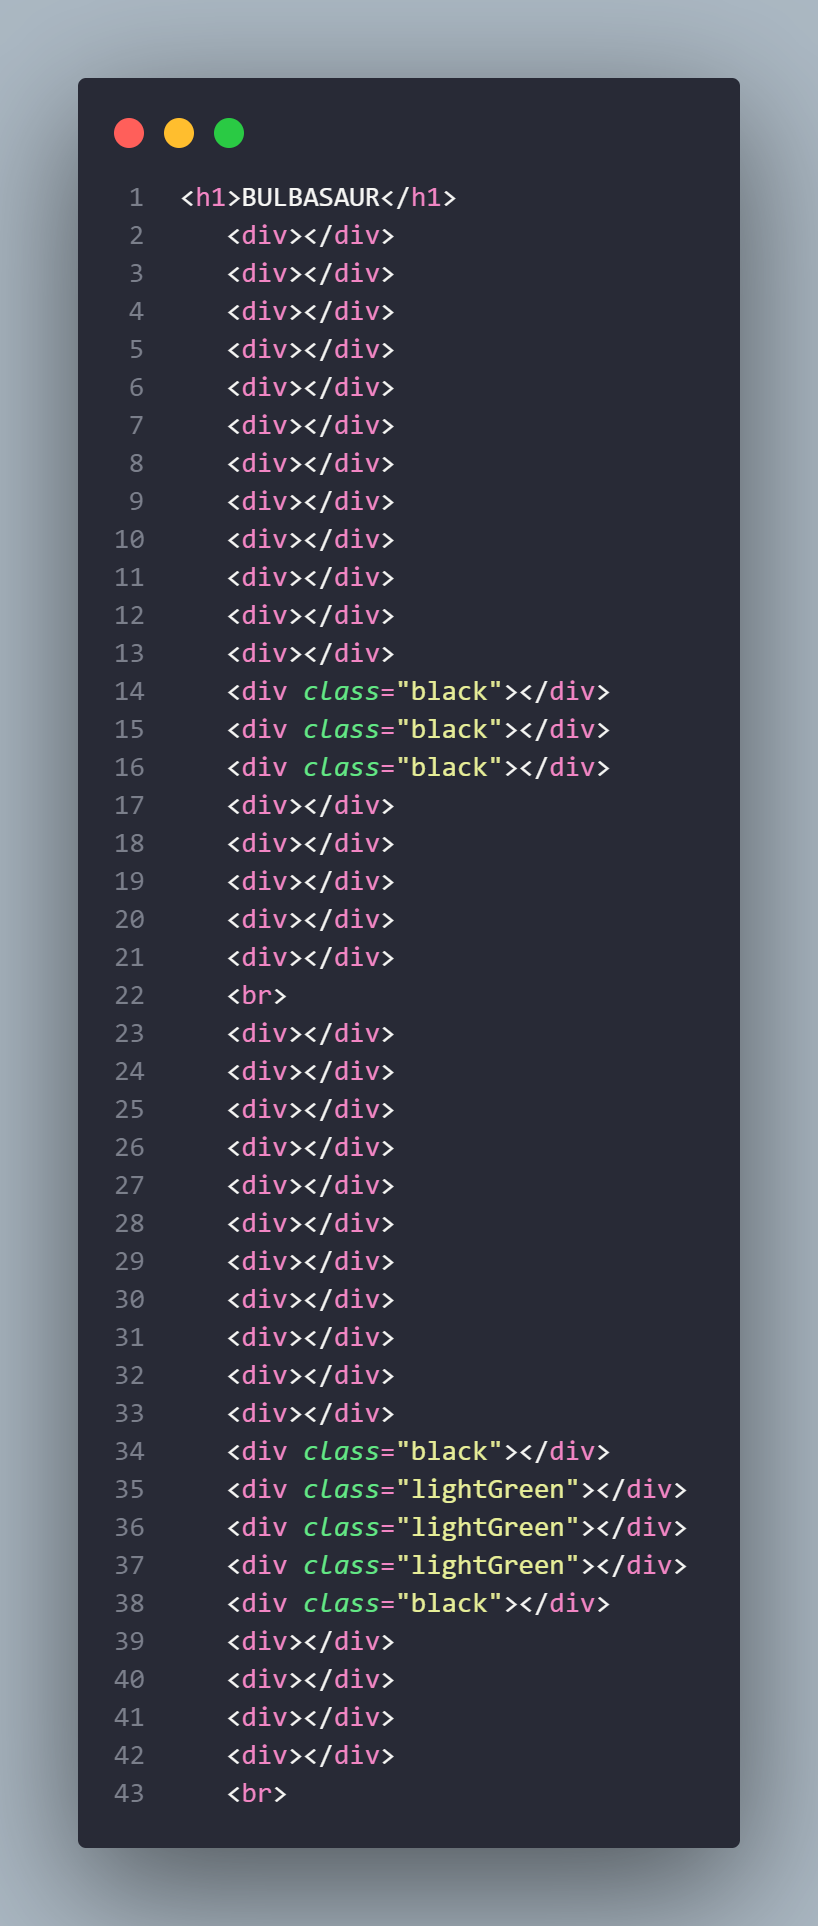 1 <h1>BULBASAUR</h1>
2 <div></div>
3 <div></div>
4 <div></div>
5 <div></div>
6 <div></div>
7 <div></div>
8 <div></div>
9 <div></div>
10 <div></div>
11 <div></div>
12 <div></div>
13 <div></div>
14 <div class="black"></div>
15 <div class="black"></div>
16 <div class="black"></div>
17 <div></div>
18 <div></div>
19 <div></div>
20 <div></div>
21 <div></div>
22 <br>
23 <div></div>
24 <div></div>
25 <div></div>
26 <div></div>
27 <div></div>
28 <div></div>
29 <div></div>
30 <div></div>
31 <div></div>
32 <div></div>
33 <div></div>
34 <div class="black"></div>
35 <div class="lightGreen"></div>
36 <div class="lightGreen"></div>
37 <div class="lightGreen"></div>
38 <div class="black"></div>
39 <div></div>
40 <div></div>
41 <div></div>
42 <div></div>
43 <br>